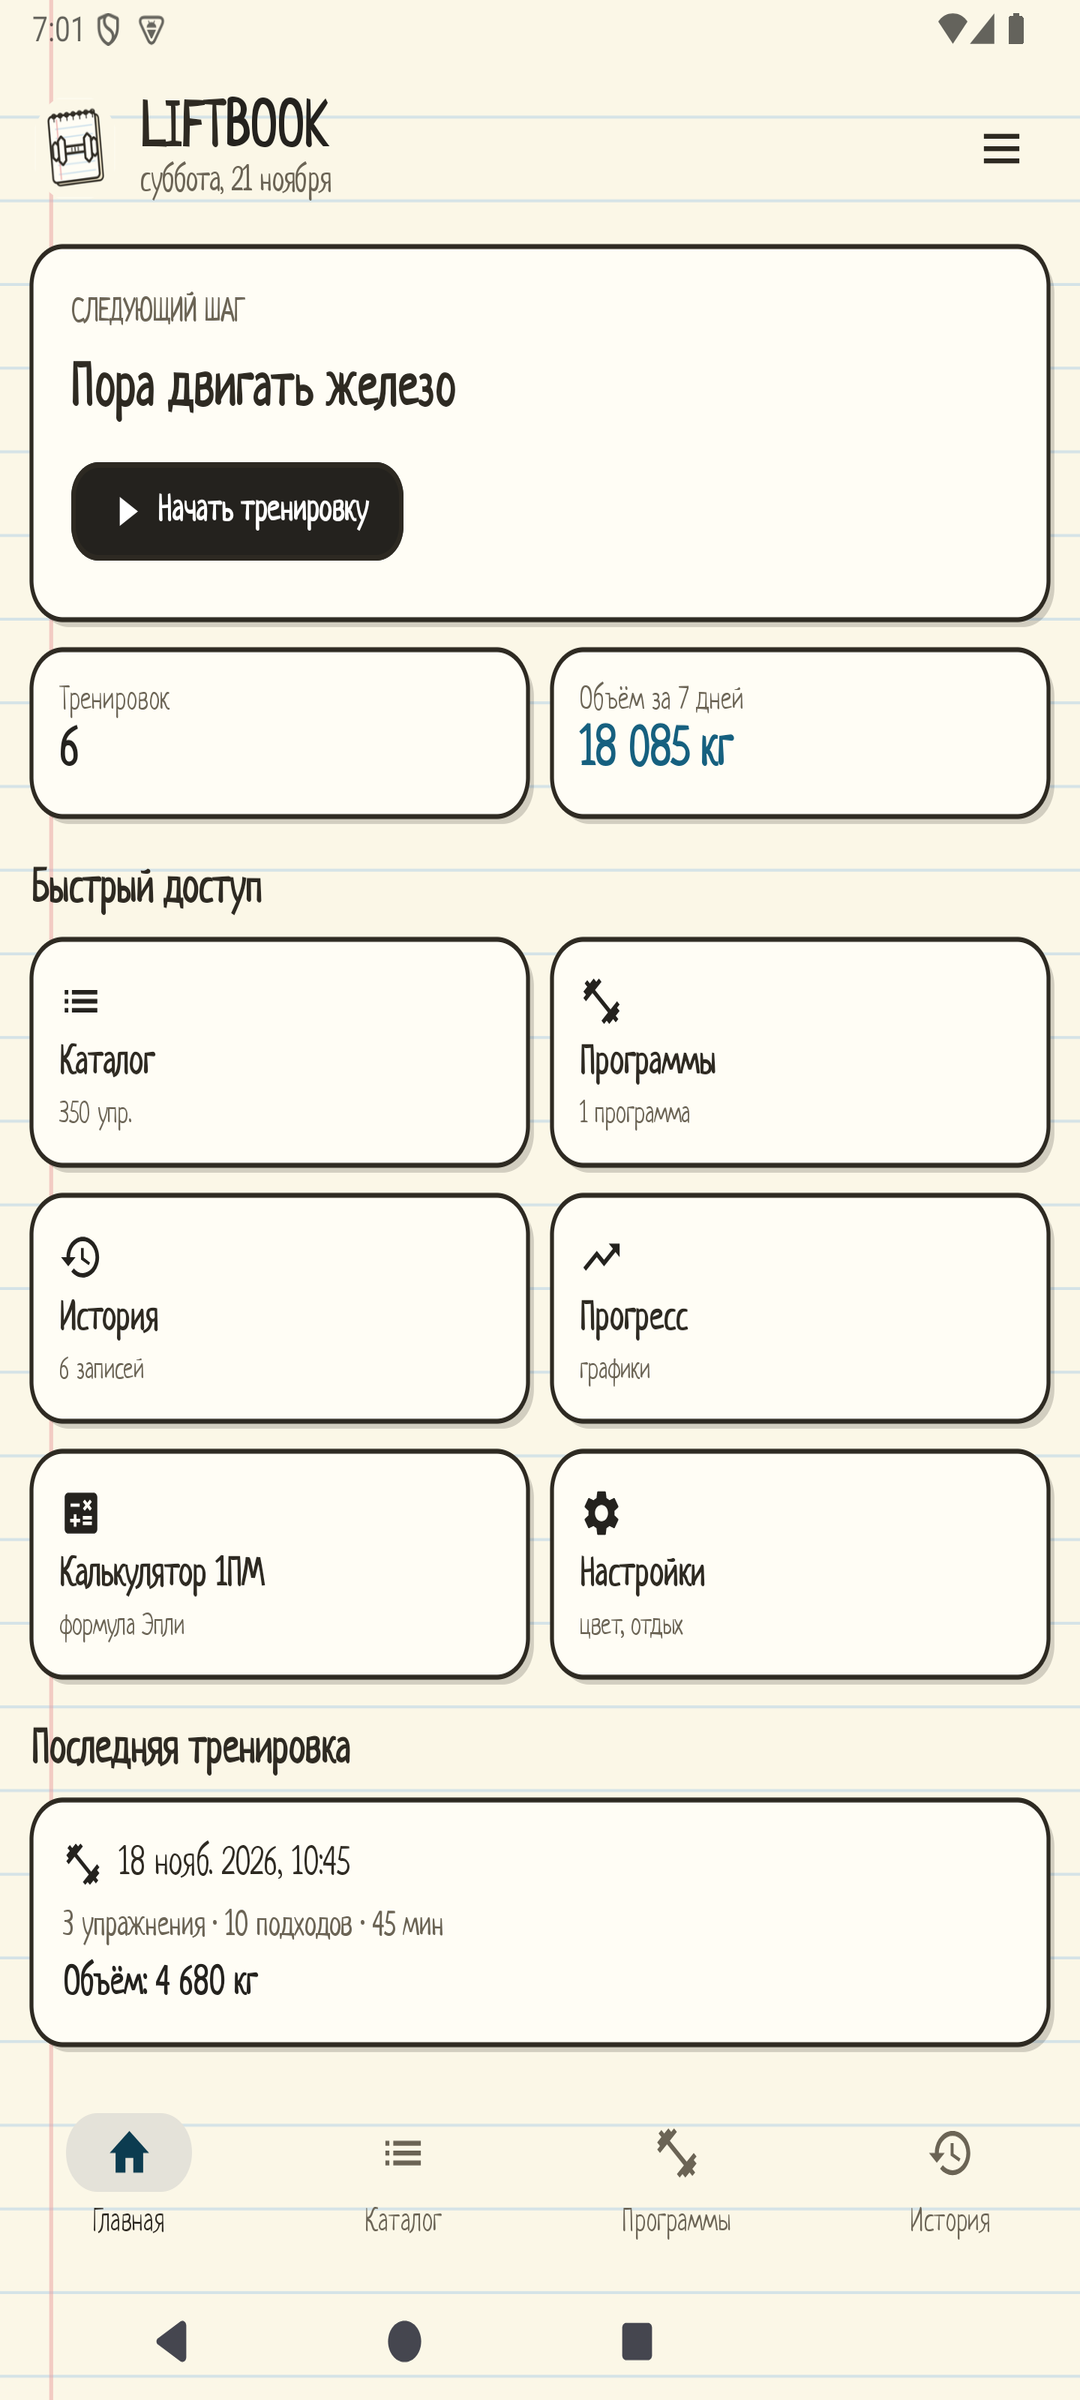 7:01
LIFTBOOK
суббота, 21 ноября
СЛЕДУЮЩИЙ ШАГ
Пора двигать железо
Начать тренировку
Тренировок
6
Объём за 7 дней
18 085 кг
Быстрый доступ
Каталог
350 упр.
Программы
1 программа
История
6 записей
Прогресс
графики
Калькулятор 1ПМ
формула Эпли
Настройки
цвет, отдых
Последняя тренировка
18 нояб. 2026, 10:45
3 упражнения · 10 подходов · 45 мин
Объём: 4 680 кг
Главная
Каталог
Программы
История